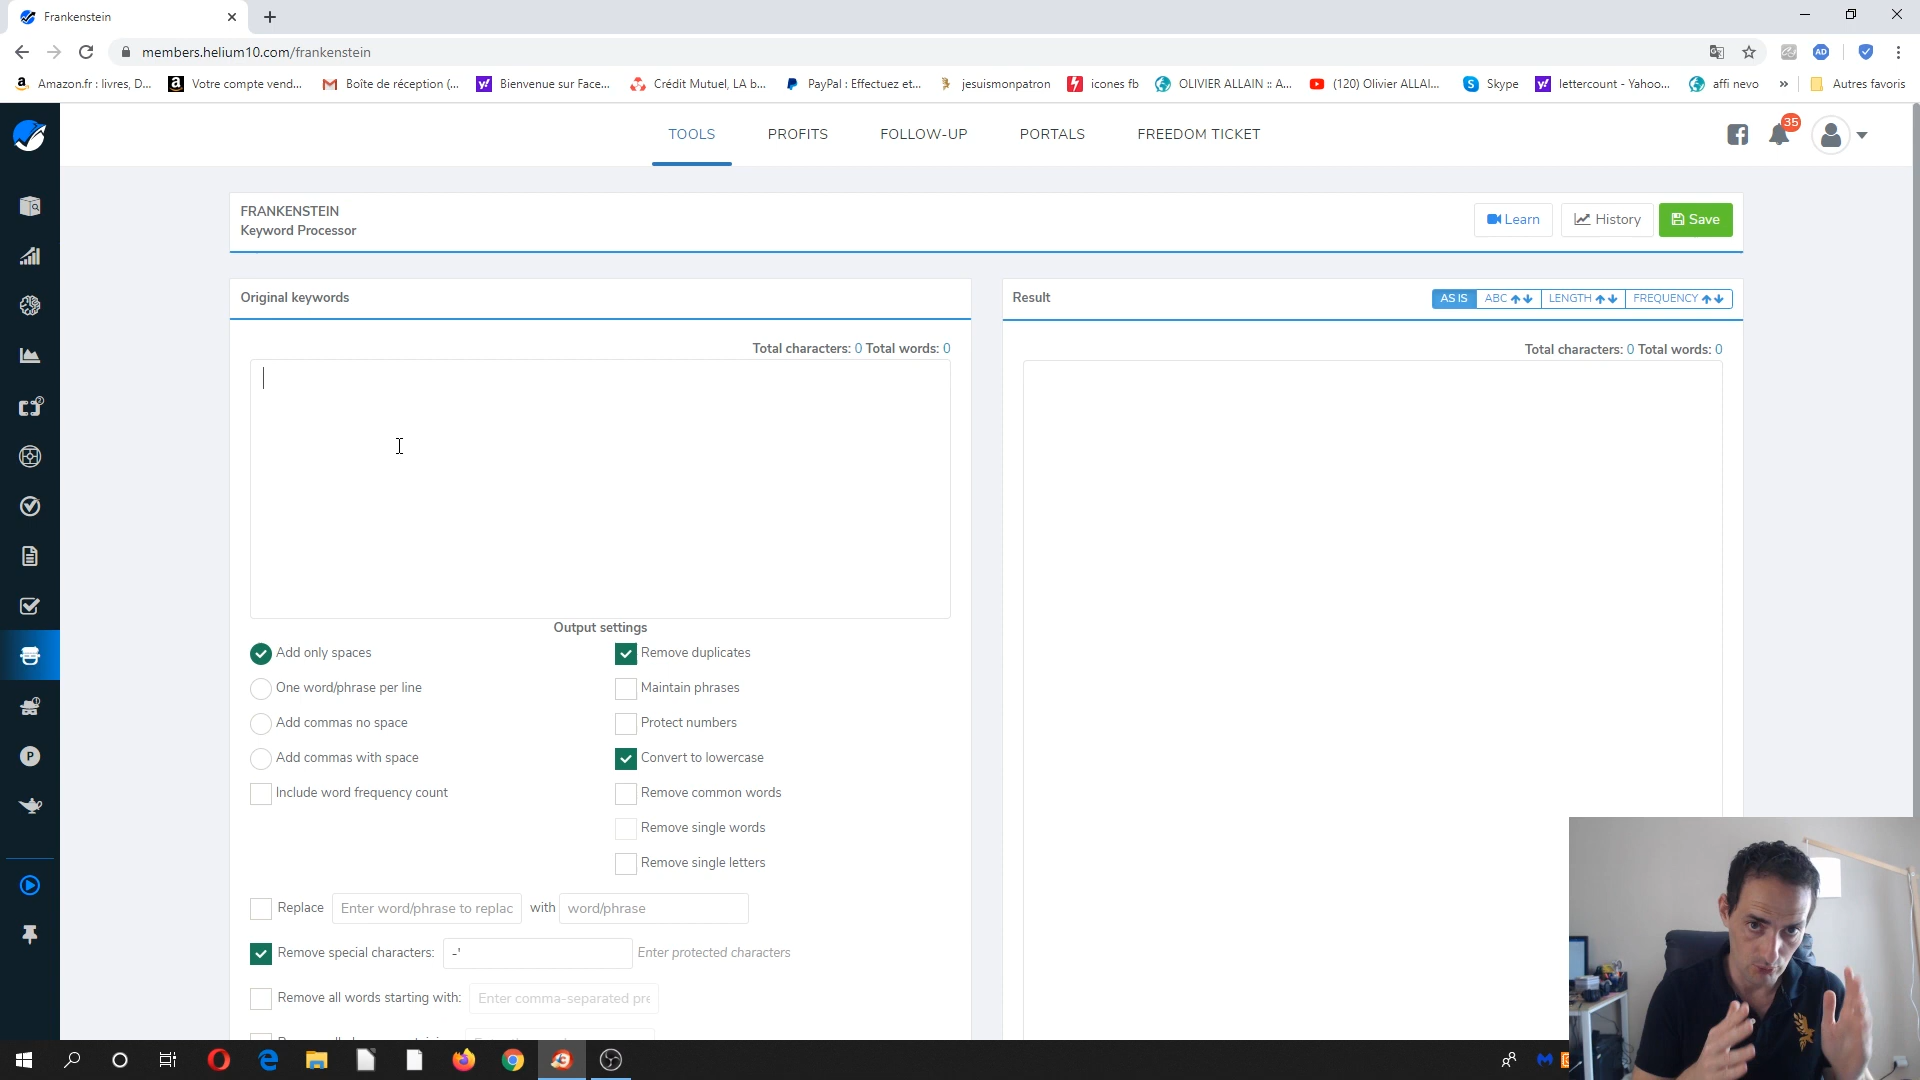 Frankenstein
members.helium10.com/frankenstein
Amazon.fr : livres, D...
Votre compte vend...
Boîte de réception (...
Bienvenue sur Face...
Crédit Mutuel, LA b...
PayPal : Effectuez et...
jesuismonpatron
icones fb
OLIVIER ALLAIN :: A...
(120) Olivier ALLAI...
Skype
lettercount - Yahoo...
affi nevo
Autres favoris
TOOLS
PROFITS
FOLLOW-UP
PORTALS
FREEDOM TICKET
35
FRANKENSTEIN
Keyword Processor
Learn
History
Save
Original keywords
Total characters: 0 Total words: 0
Output settings
Add only spaces
Remove duplicates
One word/phrase per line
Maintain phrases
Add commas no space
Protect numbers
Add commas with space
Convert to lowercase
Include word frequency count
Remove common words
Remove single words
Remove single letters
Replace
Enter word/phrase to replac
with
word/phrase
Remove special characters:
-'
Enter protected characters
Remove all words starting with:
Enter comma-separated pre
Result
AS IS
ABC
LENGTH
FREQUENCY
Total characters: 0 Total words: 0